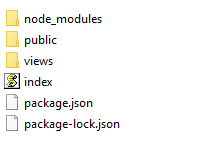 node_modules
public
views
index
package.json
package-lock.json